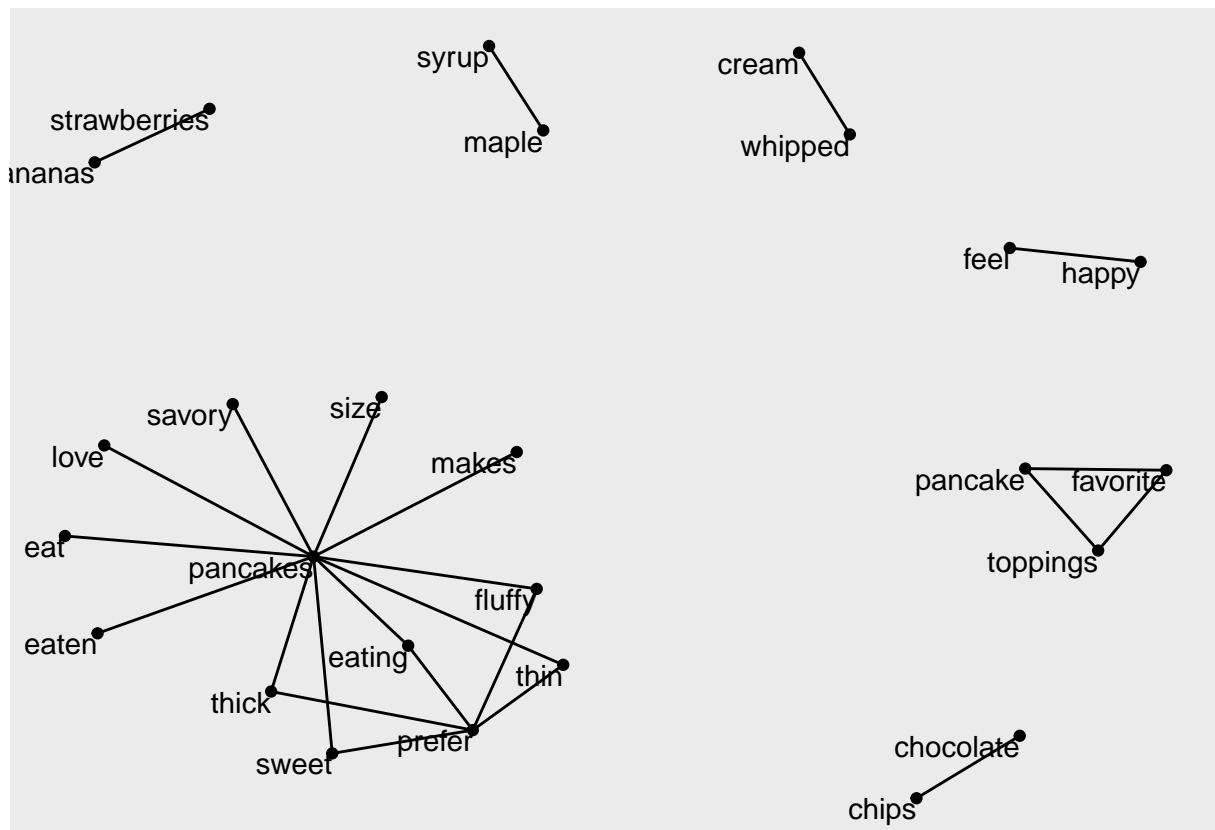 syrup
cream
strawberries
maple
whipped
ananas
feel
happy
savory
size
love
makes
pancake
favorite
eat
pancakes
toppings
fluffy
eaten
eating
thin
thick
prefer
sweet
chocolate
chips